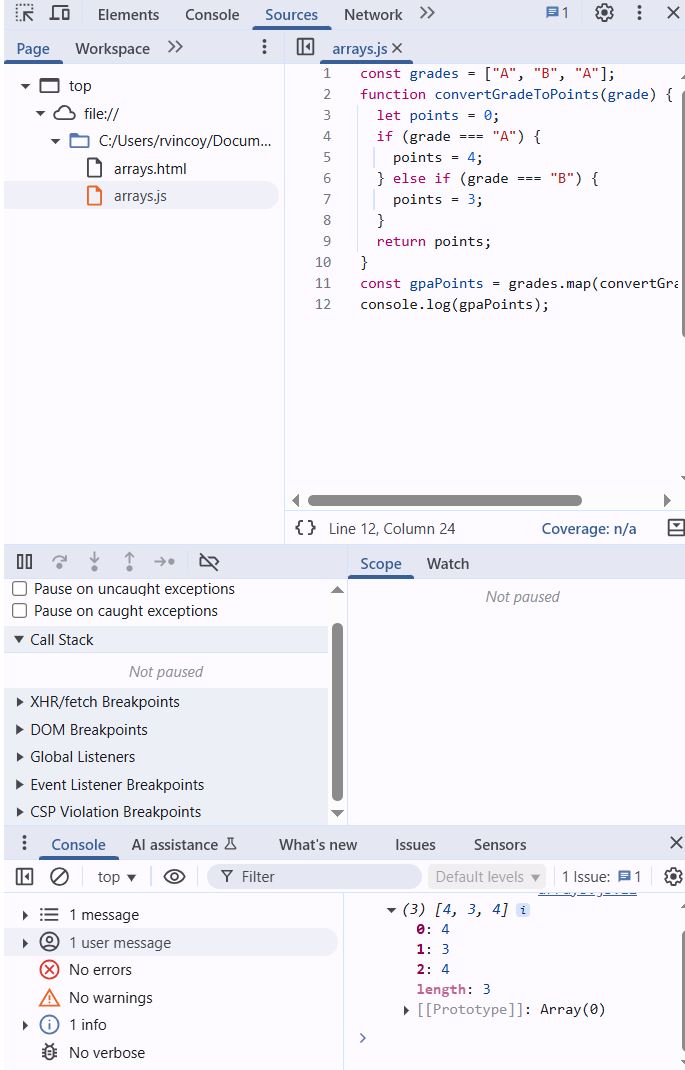 Elements Console Sources Network 1
Page Workspace
top
file://
C:/Users/rvincoy/Docum...
arrays.html
arrays.js
arrays.js
1 const grades = ["A", "B", "A"];
2 function convertGradeToPoints(grade) {
3 let points = 0;
4 if (grade === "A") {
5 points = 4;
6 } else if (grade === "B") {
7 points = 3;
8 }
9 return points;
10 }
11 const gpaPoints = grades.map(convertGra
12 console.log(gpaPoints);
{} Line 12, Column 24 Coverage: n/a
Pause on uncaught exceptions
Pause on caught exceptions
Call Stack
Not paused
XHR/fetch Breakpoints
DOM Breakpoints
Global Listeners
Event Listener Breakpoints
CSP Violation Breakpoints
Scope Watch
Not paused
Console AI assistance What's new Issues Sensors
top Filter Default levels 1 Issue: 1
1 message
1 user message
No errors
No warnings
1 info
No verbose
(3) [4, 3, 4] i
0: 4
1: 3
2: 4
length: 3
[[Prototype]]: Array(0)